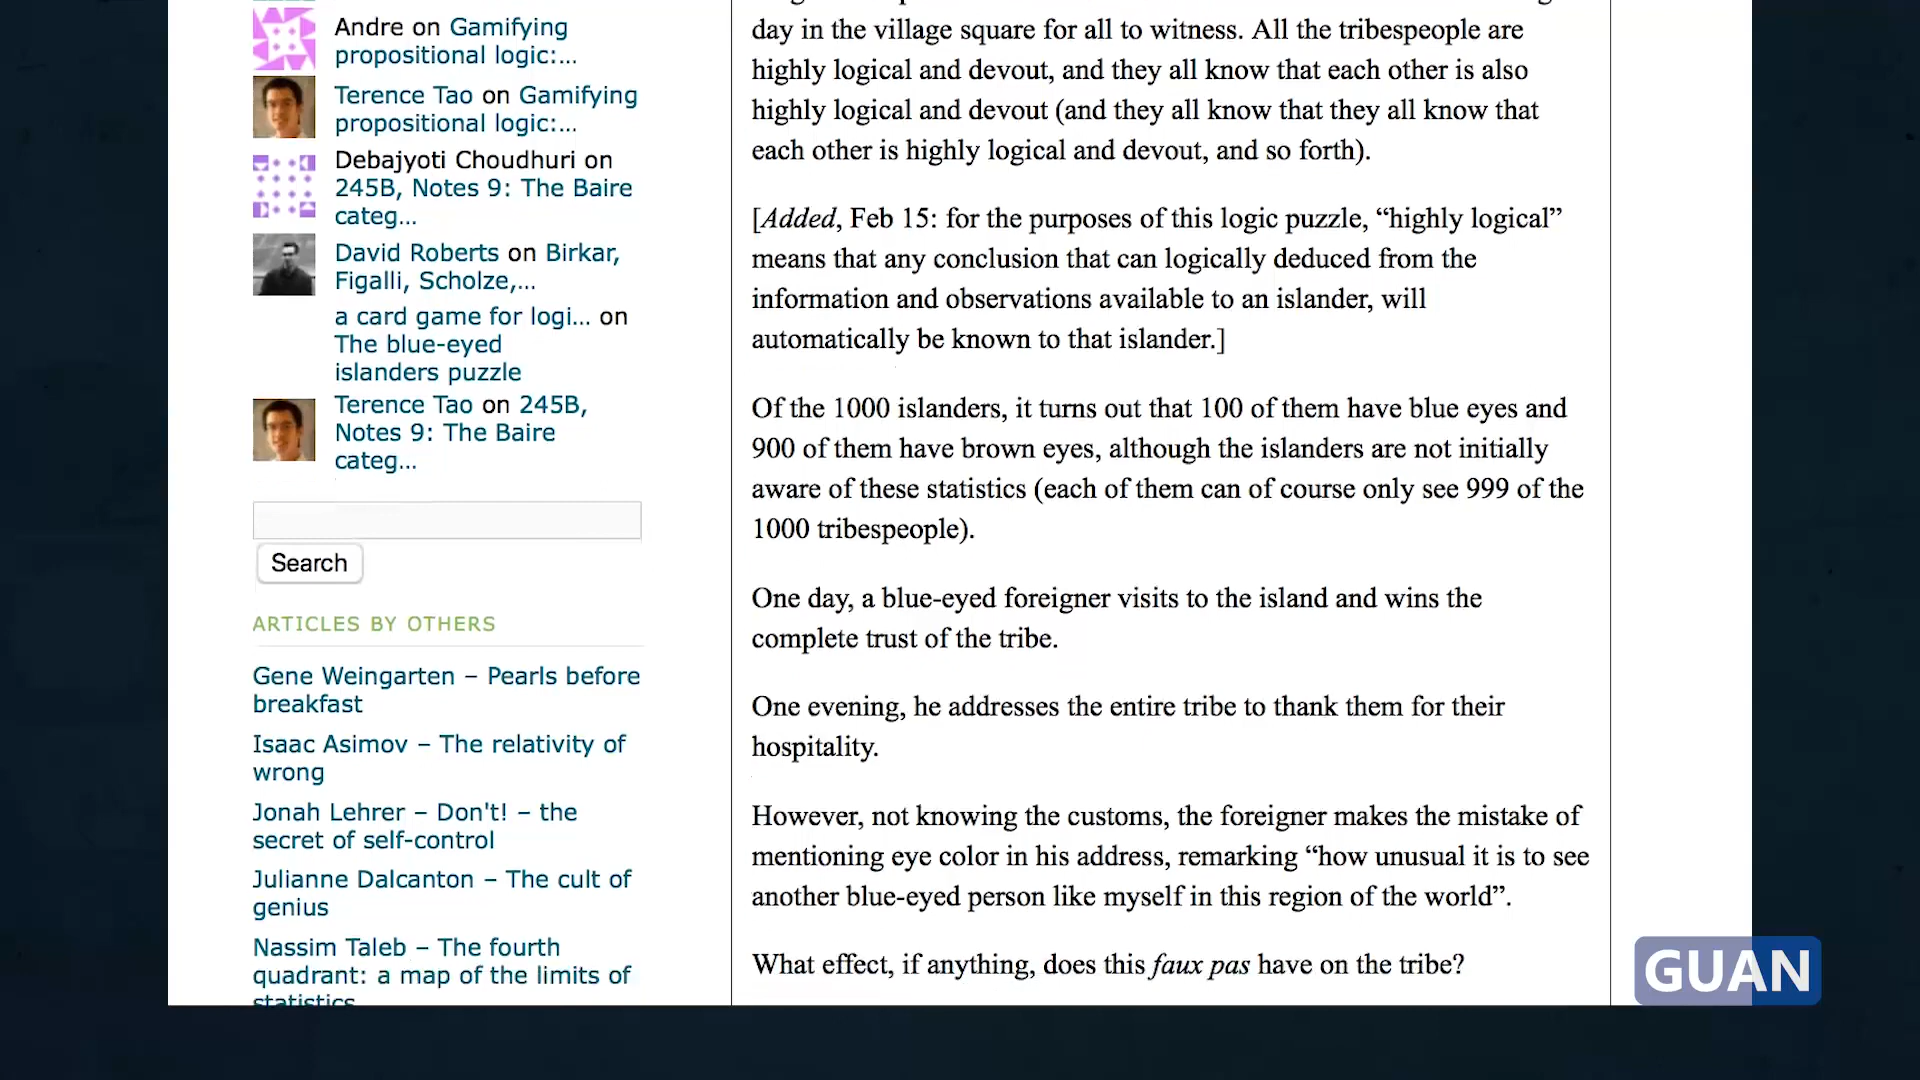 Andre on Gamifying
propositional logic:...
Terence Tao on Gamifying
propositional logic:...
Debajyoti Choudhuri on
245B, Notes 9: The Baire
categ...
David Roberts on Birkar,
Figalli, Scholze,...
a card game for logi... on
The blue-eyed
islanders puzzle
Terence Tao on 245B,
Notes 9: The Baire
categ...
Search
ARTICLES BY OTHERS
Gene Weingarten – Pearls before
breakfast
Isaac Asimov – The relativity of
wrong
Jonah Lehrer – Don't! – the
secret of self-control
Julianne Dalcanton – The cult of
genius
Nassim Taleb – The fourth
quadrant: a map of the limits of
statistics
day in the village square for all to witness. All the tribespeople are
highly logical and devout, and they all know that each other is also
highly logical and devout (and they all know that they all know that
each other is highly logical and devout, and so forth).
[Added, Feb 15: for the purposes of this logic puzzle, “highly logical”
means that any conclusion that can logically deduced from the
information and observations available to an islander, will
automatically be known to that islander.]
Of the 1000 islanders, it turns out that 100 of them have blue eyes and
900 of them have brown eyes, although the islanders are not initially
aware of these statistics (each of them can of course only see 999 of the
1000 tribespeople).
One day, a blue-eyed foreigner visits to the island and wins the
complete trust of the tribe.
One evening, he addresses the entire tribe to thank them for their
hospitality.
However, not knowing the customs, the foreigner makes the mistake of
mentioning eye color in his address, remarking “how unusual it is to see
another blue-eyed person like myself in this region of the world”.
What effect, if anything, does this faux pas have on the tribe?
GUAN